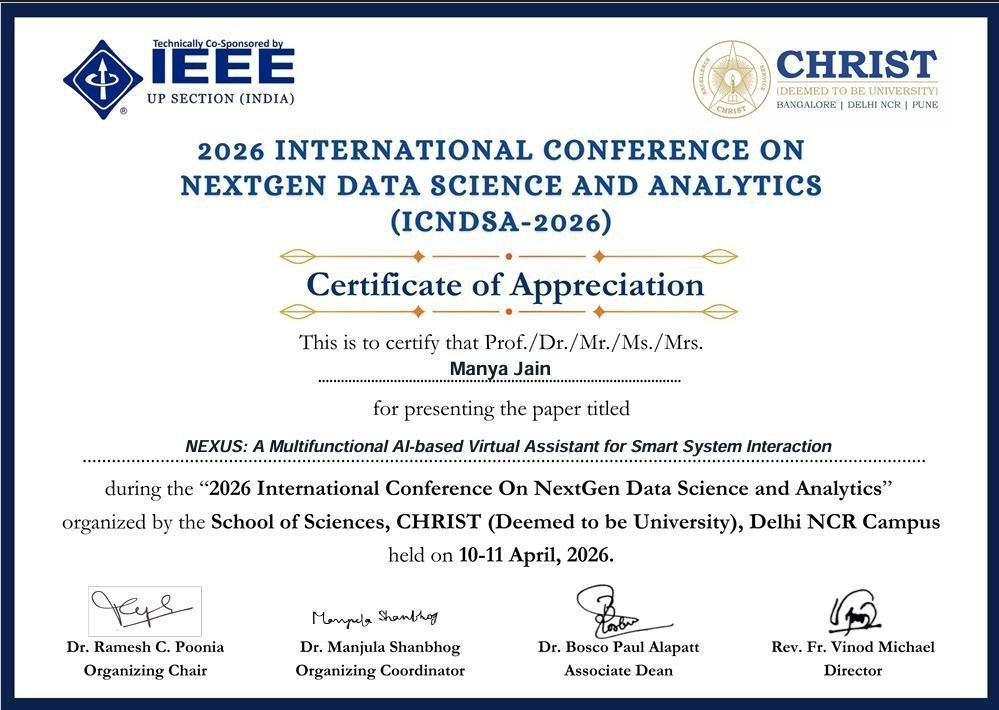 Technically Co-Sponsored by
IEEE
UP SECTION (INDIA)
®
EXCELLENCE SERVICE
CHRIST
CHRIST
(DEEMED TO BE UNIVERSITY)
BANGALORE | DELHI NCR | PUNE
2026 INTERNATIONAL CONFERENCE ON
NEXTGEN DATA SCIENCE AND ANALYTICS
(ICNDSA-2026)
Certificate of Appreciation
This is to certify that Prof./Dr./Mr./Ms./Mrs.
Manya Jain
for presenting the paper titled
NEXUS: A Multifunctional AI-based Virtual Assistant for Smart System Interaction
during the “2026 International Conference On NextGen Data Science and Analytics”
organized by the School of Sciences, CHRIST (Deemed to be University), Delhi NCR Campus
held on 10-11 April, 2026.
Manjula Shanbhog
Dr. Ramesh C. Poonia
Organizing Chair
Dr. Manjula Shanbhog
Organizing Coordinator
Dr. Bosco Paul Alapatt
Associate Dean
Rev. Fr. Vinod Michael
Director